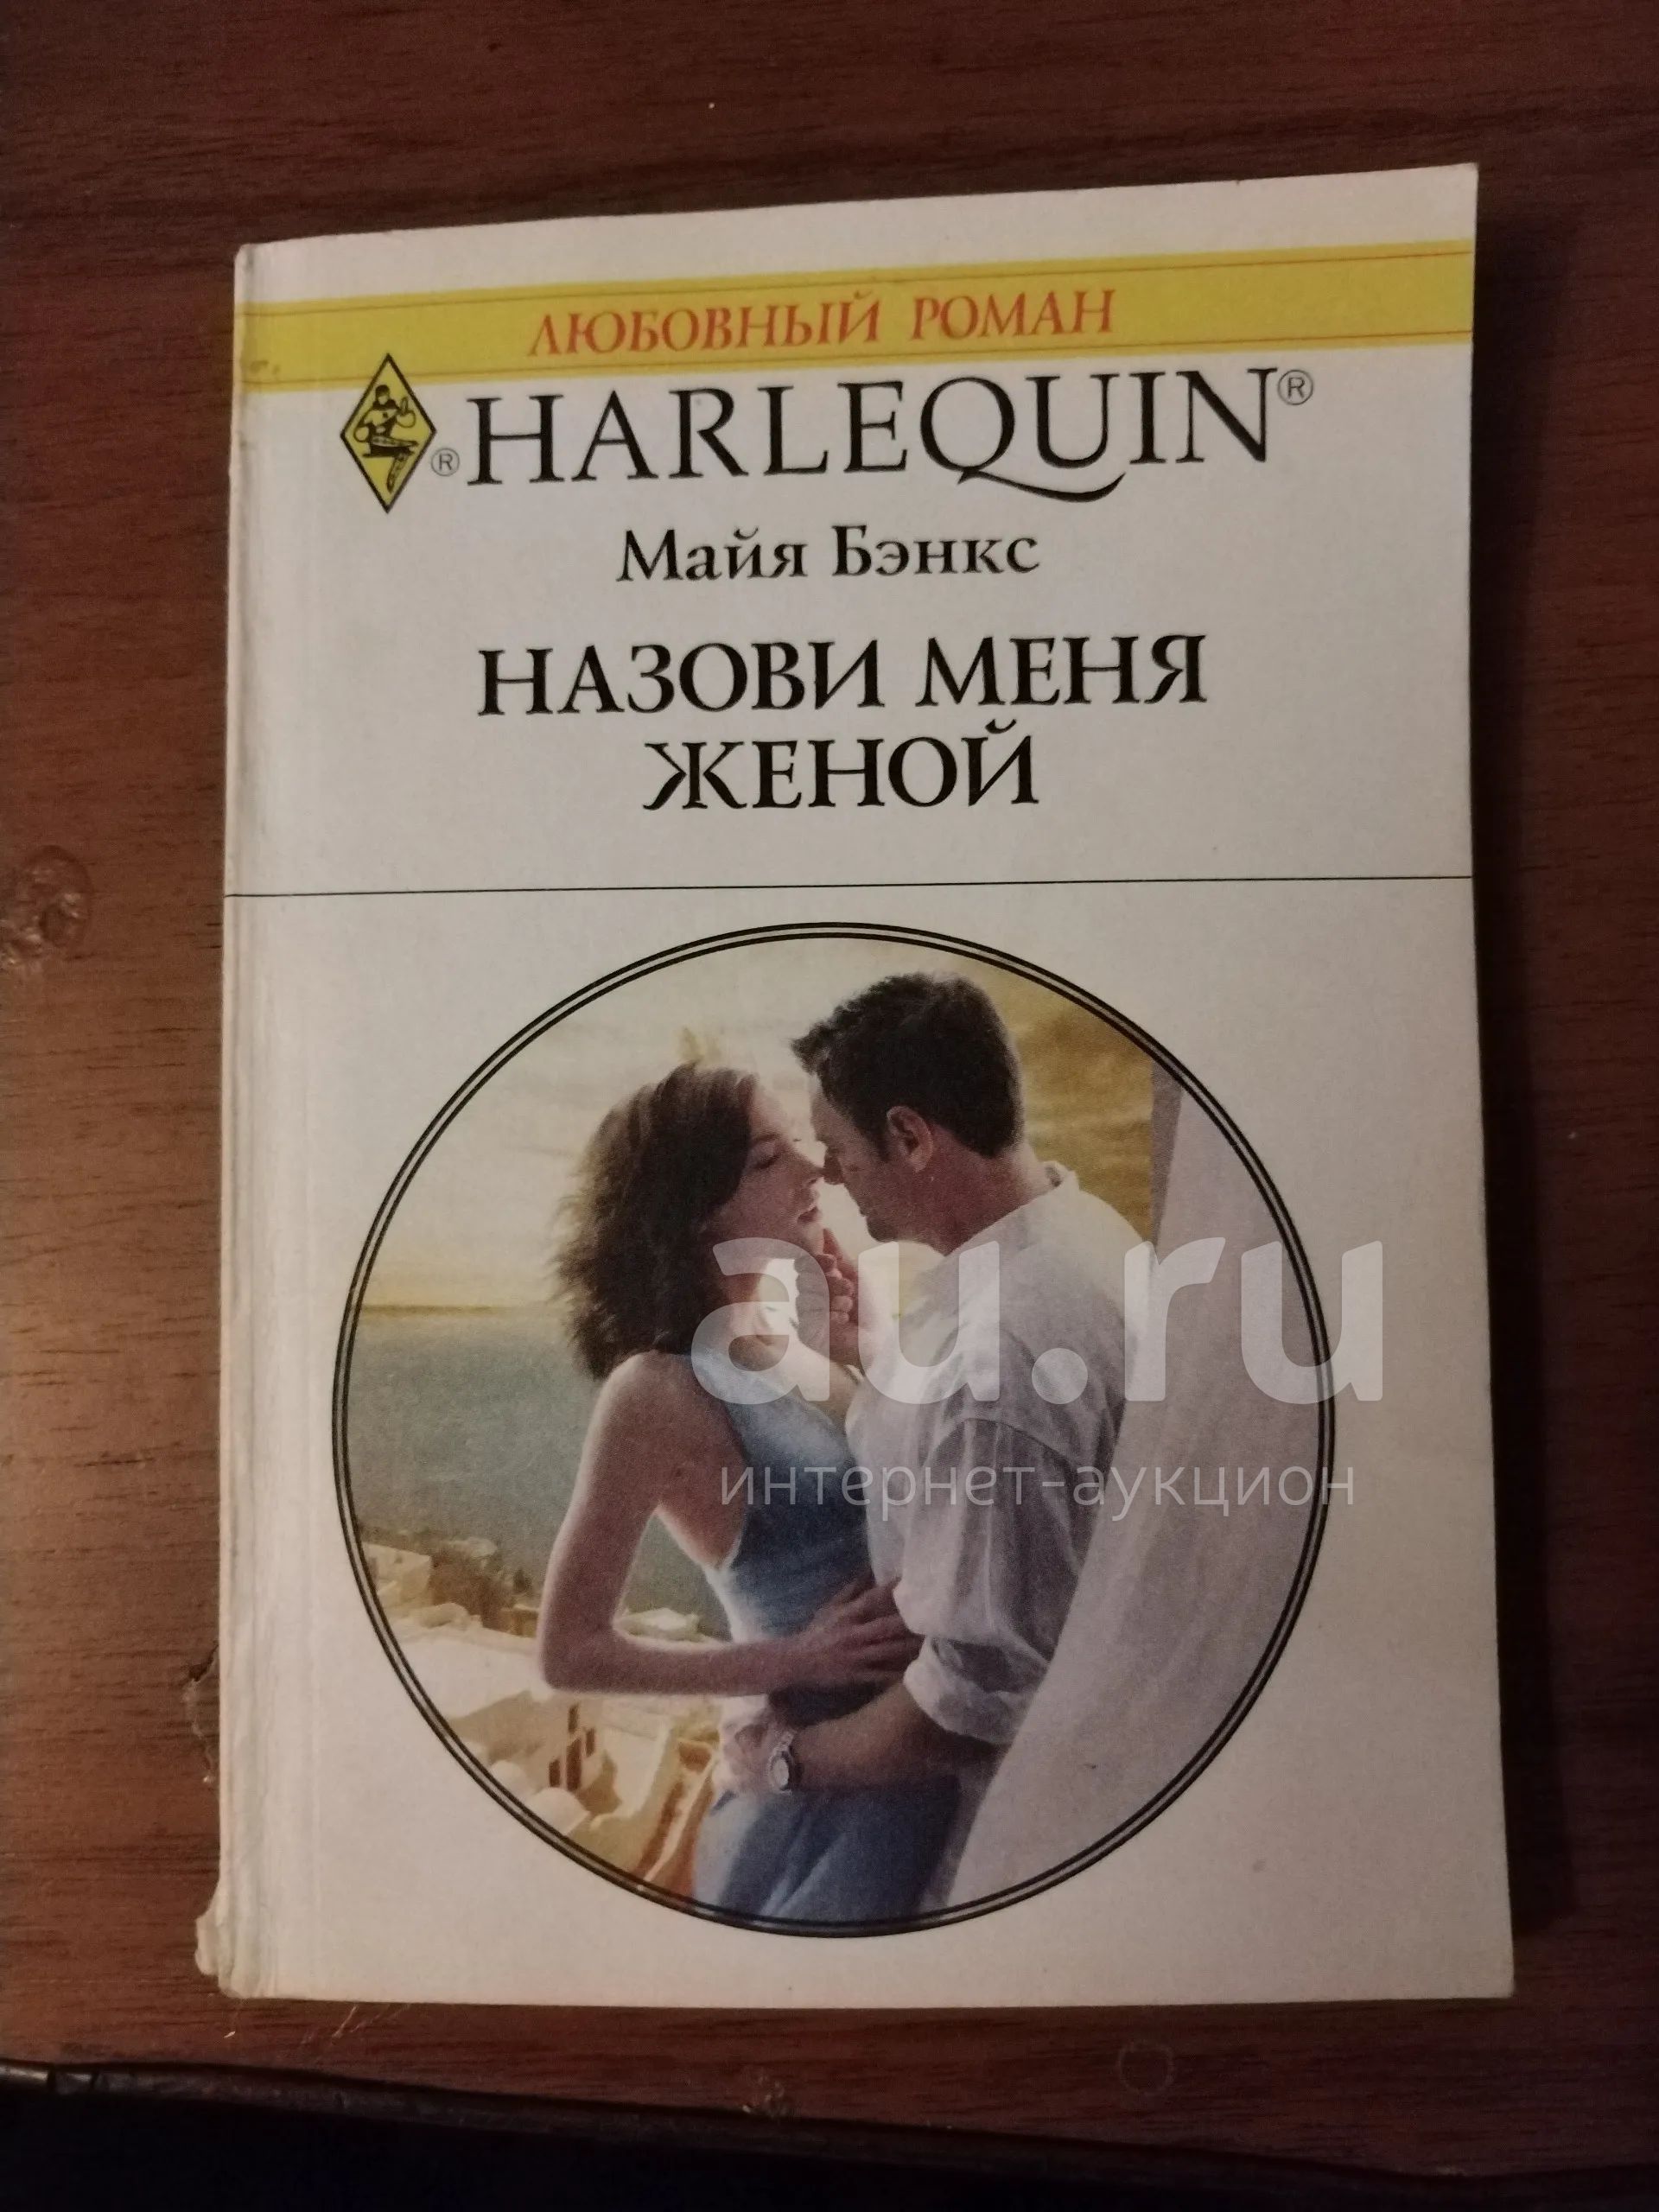 ЛЮБОВНЫЙ РОМАН
® HARLEQUIN®
Майя Бэнкс
НАЗОВИ МЕНЯ
ЖЕНОЙ
au.ru
интернет-аукцион